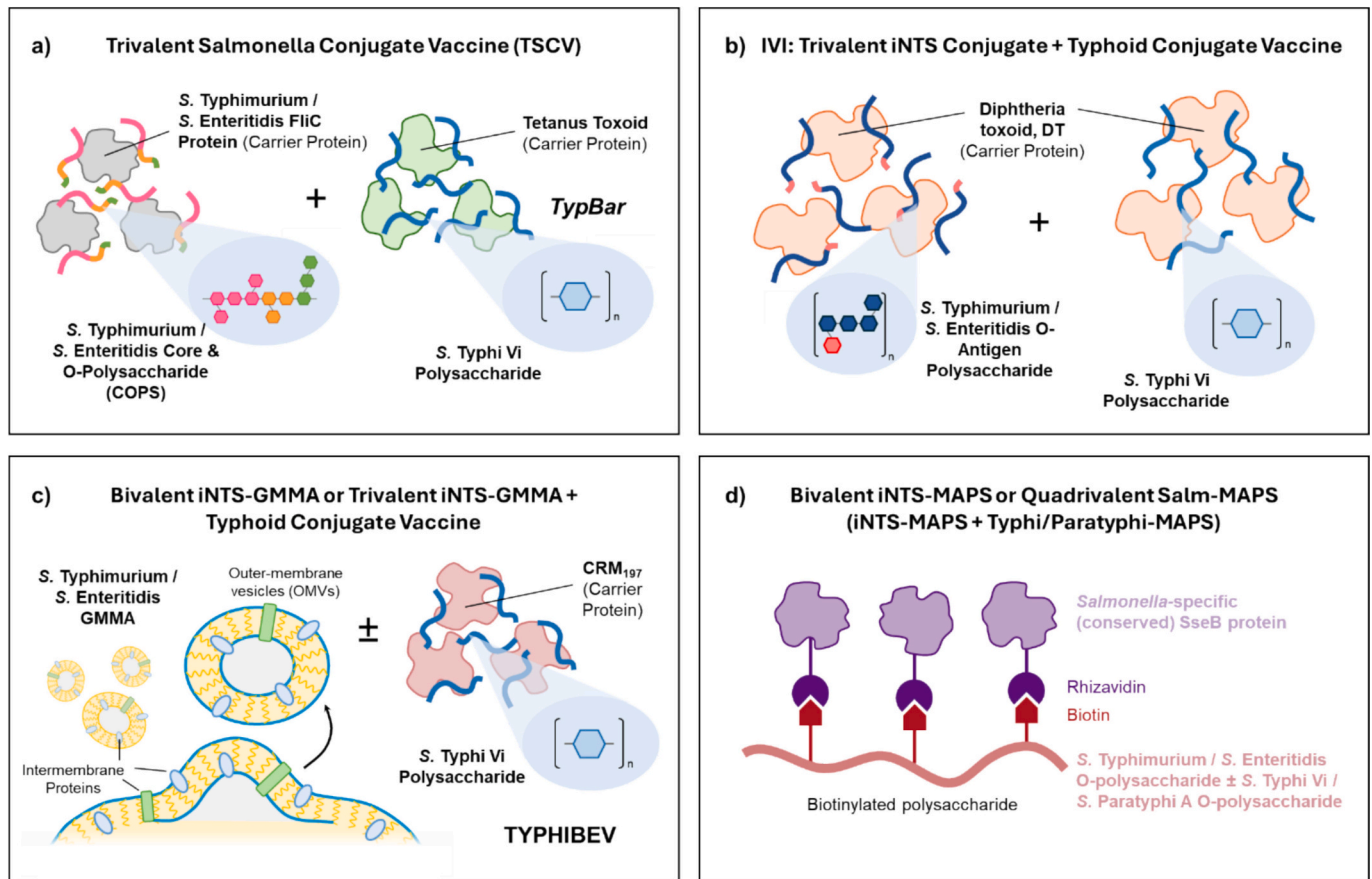 a)
Trivalent Salmonella Conjugate Vaccine (TSCV)
S. Typhimurium /
S. Enteritidis FliC
Protein (Carrier Protein)
Tetanus Toxoid
(Carrier Protein)
+
TypBar
[ ]n
S. Typhimurium /
S. Enteritidis Core &
O-Polysaccharide
(COPS)
S. Typhi Vi
Polysaccharide
b)
IVI: Trivalent iNTS Conjugate + Typhoid Conjugate Vaccine
Diphtheria
toxoid, DT
(Carrier Protein)
+
[ ]n
S. Typhimurium /
S. Enteritidis O-
Antigen
Polysaccharide
[ ]n
S. Typhi Vi
Polysaccharide
c)
Bivalent iNTS-GMMA or Trivalent iNTS-GMMA +
Typhoid Conjugate Vaccine
S. Typhimurium /
S. Enteritidis
GMMA
Outer-membrane
vesicles (OMVs)
±
CRM197
(Carrier
Protein)
Intermembrane
Proteins
[ ]n
S. Typhi Vi
Polysaccharide
TYPHIBEV
d)
Bivalent iNTS-MAPS or Quadrivalent Salm-MAPS
(iNTS-MAPS + Typhi/Paratyphi-MAPS)
Salmonella-specific
(conserved) SseB protein
Rhizavidin
Biotin
S. Typhimurium / S. Enteritidis
O-polysaccharide ± S. Typhi Vi /
S. Paratyphi A O-polysaccharide
Biotinylated polysaccharide